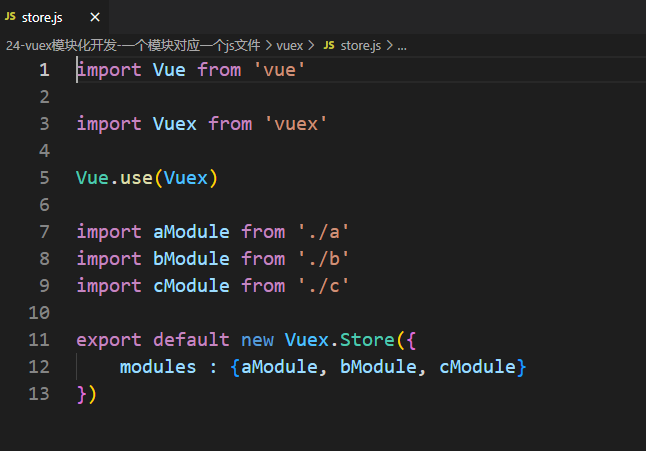 JS store.js ×
24-vuex模块化开发-一个模块对应一个js文件 > vuex > JS store.js > ...
1 import Vue from 'vue'
2
3 import Vuex from 'vuex'
4
5 Vue.use(Vuex)
6
7 import aModule from './a'
8 import bModule from './b'
9 import cModule from './c'
10
11 export default new Vuex.Store({
12     modules : {aModule, bModule, cModule}
13 })